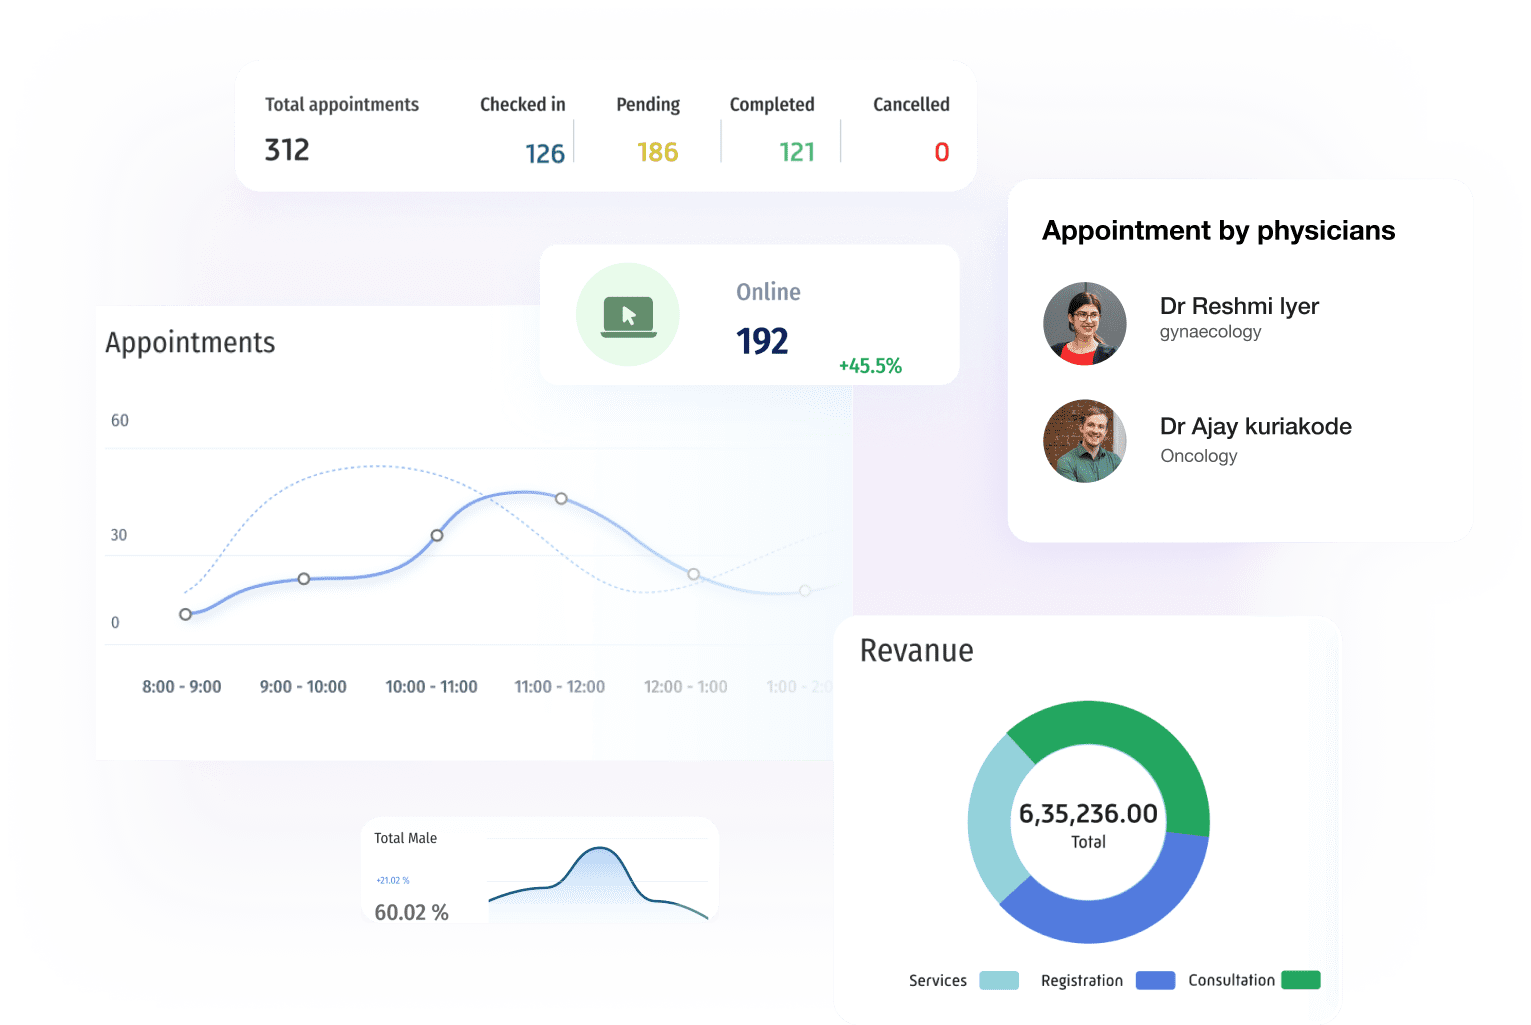 Total appointments
312
Checked in
126
Pending
186
Completed
121
Cancelled
0
Online
192
+45.5%
Appointment by physicians
Dr Reshmi Iyer
gynaecology
Dr Ajay kuriakode
Oncology
Appointments
60
30
0
8:00 - 9:00 9:00 - 10:00 10:00 - 11:00 11:00 - 12:00 12:00 - 1:00 1:00 - 2:0
Total Male
+21.02 %
60.02 %
Revanue
6,35,236.00
Total
Services Registration Consultation